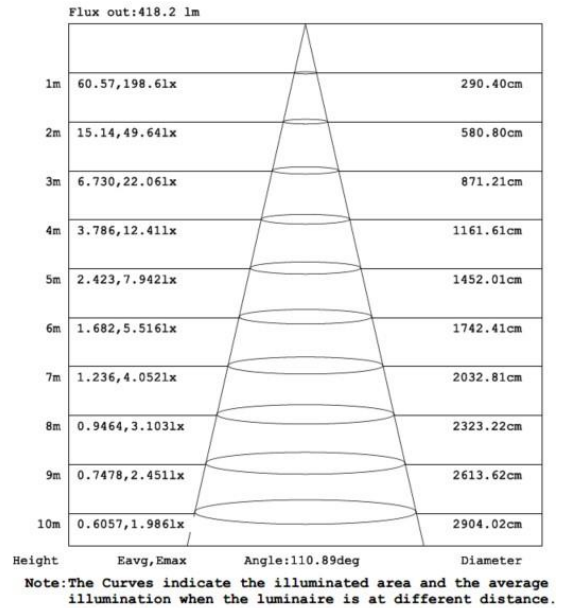 Flux out:418.2 lm
1m 60.57,198.6lx 290.40cm
2m 15.14,49.64lx 580.80cm
3m 6.730,22.06lx 871.21cm
4m 3.786,12.41lx 1161.61cm
5m 2.423,7.942lx 1452.01cm
6m 1.682,5.516lx 1742.41cm
7m 1.236,4.052lx 2032.81cm
8m 0.9464,3.103lx 2323.22cm
9m 0.7478,2.451lx 2613.62cm
10m 0.6057,1.986lx 2904.02cm
Height Eavg,Emax Angle:110.89deg Diameter
Note:The Curves indicate the illuminated area and the average
illumination when the luminaire is at different distance.